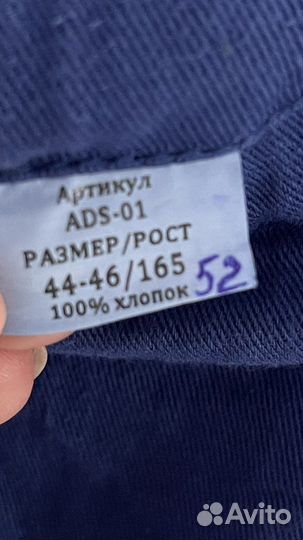 Артикул
ADS-01
РАЗМЕР/РОСТ
44-46/165 52
100% ХЛОПОК
Avito